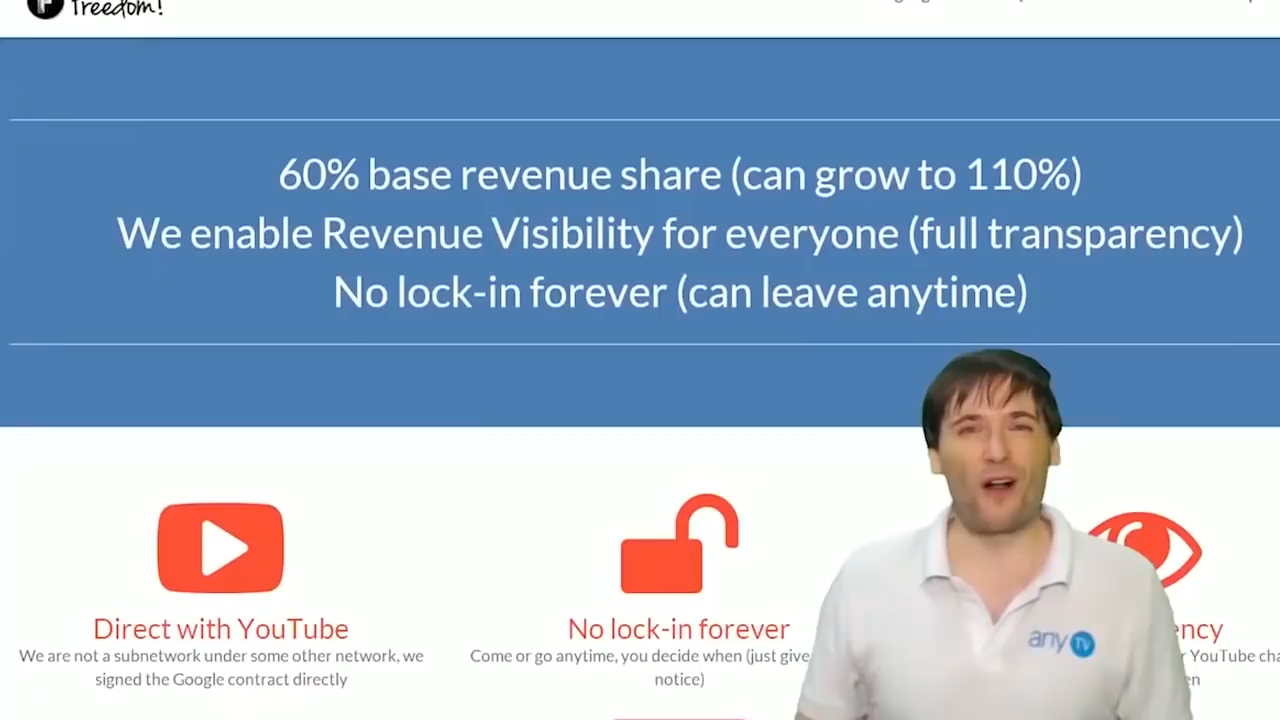 freedom!
60% base revenue share (can grow to 110%)
We enable Revenue Visibility for everyone (full transparency)
No lock-in forever (can leave anytime)
Direct with YouTube
We are not a subnetwork under some other network, we
signed the Google contract directly
No lock-in forever
Come or go anytime, you decide when (just give
notice)
YouTube
any TV